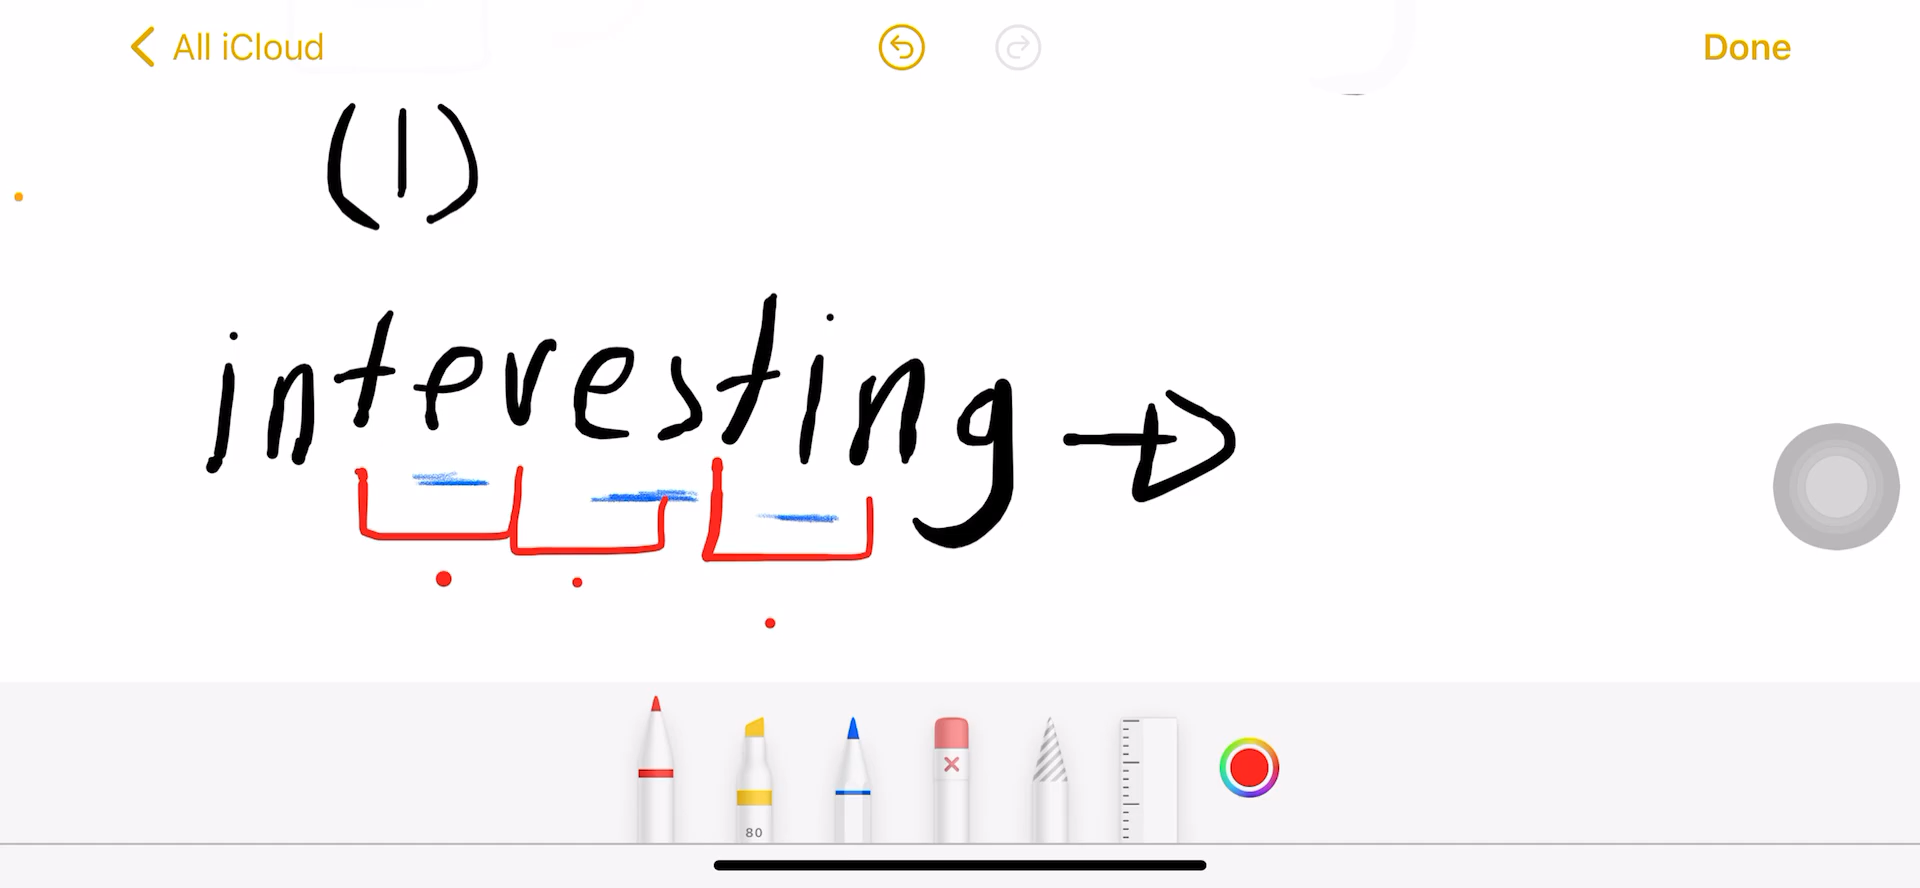 All iCloud
Done
(1)
interesting →
80